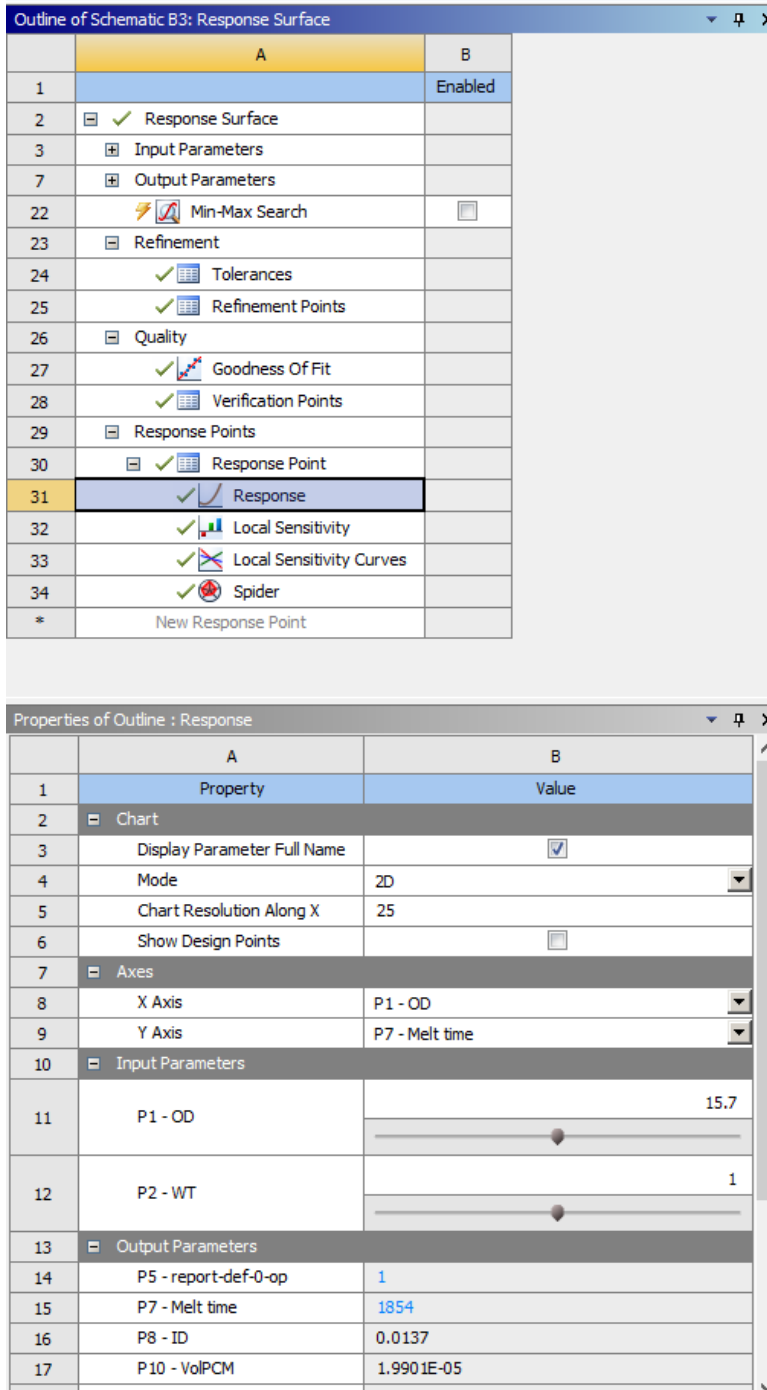 Outline of Schematic B3: Response Surface
A B
1 Enabled
2 Response Surface
3 Input Parameters
7 Output Parameters
22 Min-Max Search
23 Refinement
24 Tolerances
25 Refinement Points
26 Quality
27 Goodness Of Fit
28 Verification Points
29 Response Points
30 Response Point
31 Response
32 Local Sensitivity
33 Local Sensitivity Curves
34 Spider
* New Response Point
Properties of Outline : Response
A B
1 Property Value
2 Chart
3 Display Parameter Full Name
4 Mode 2D
5 Chart Resolution Along X 25
6 Show Design Points
7 Axes
8 X Axis P1 - OD
9 Y Axis P7 - Melt time
10 Input Parameters
11 P1 - OD 15.7
12 P2 - WT 1
13 Output Parameters
14 P5 - report-def-0-op 1
15 P7 - Melt time 1854
16 P8 - ID 0.0137
17 P10 - VolPCM 1.9901E-05